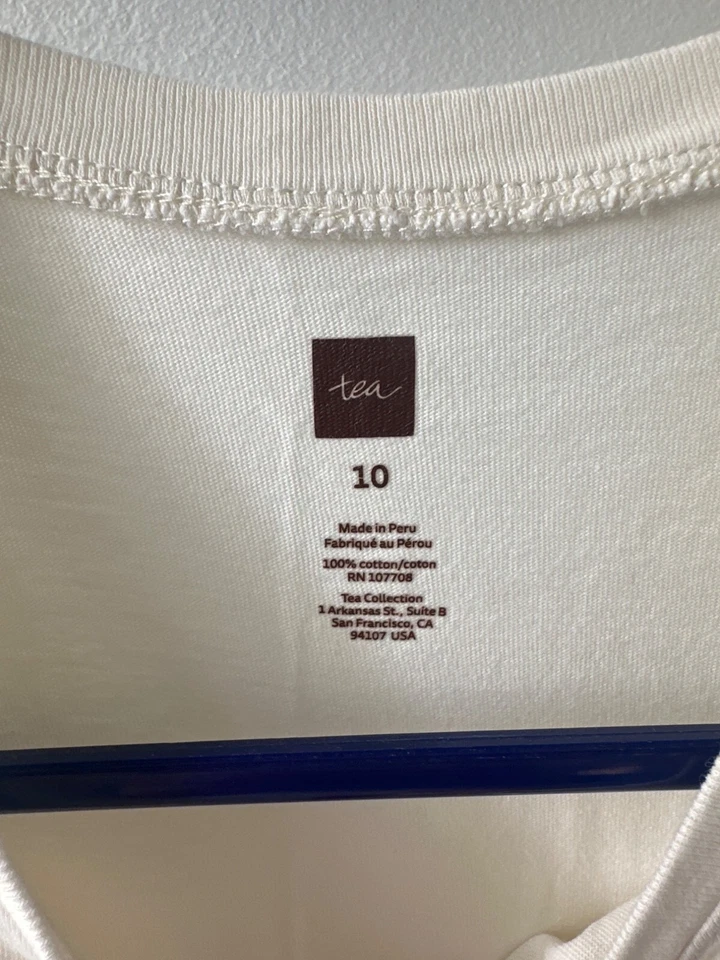 tea
10
Made in Peru
Fabriqué au Pérou
100% cotton/coton
RN 107708
Tea Collection
1 Arkansas St., Suite B
San Francisco, CA
94107 USA